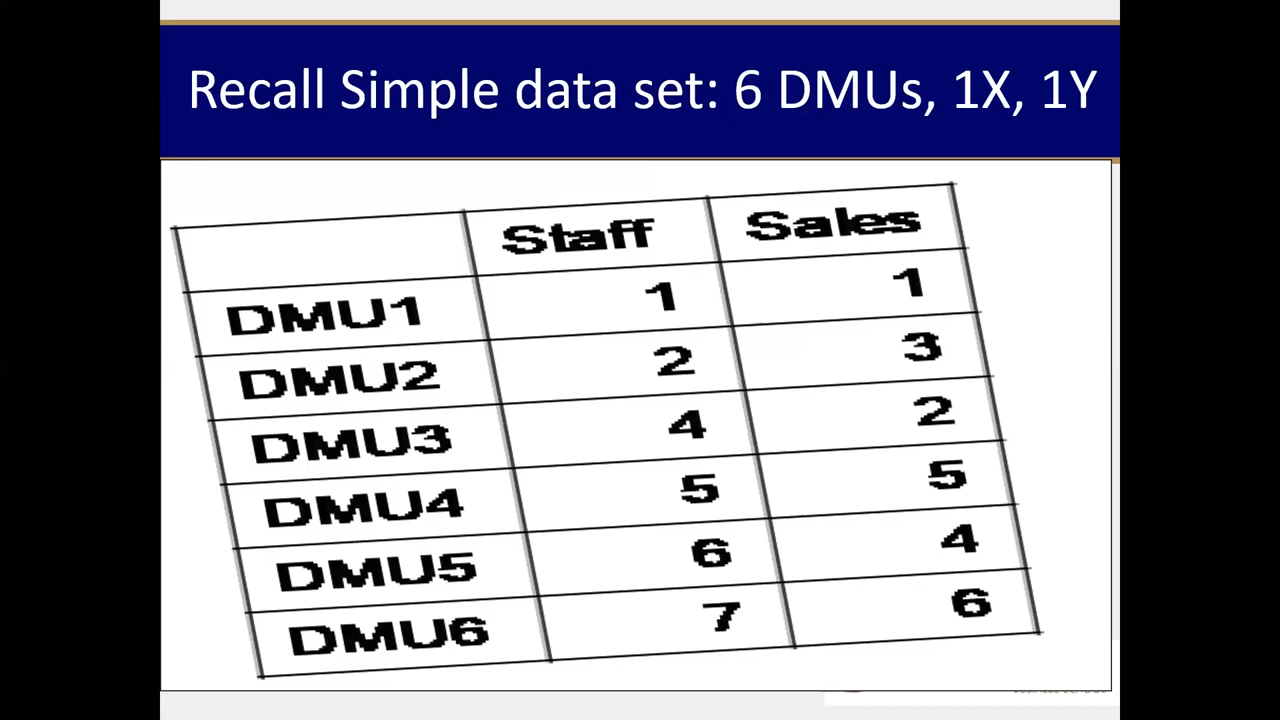 Recall Simple data set: 6 DMUs, 1X, 1Y
Staff Sales
DMU1 1 1
DMU2 2 3
DMU3 4 2
DMU4 5 5
DMU5 6 4
DMU6 7 6